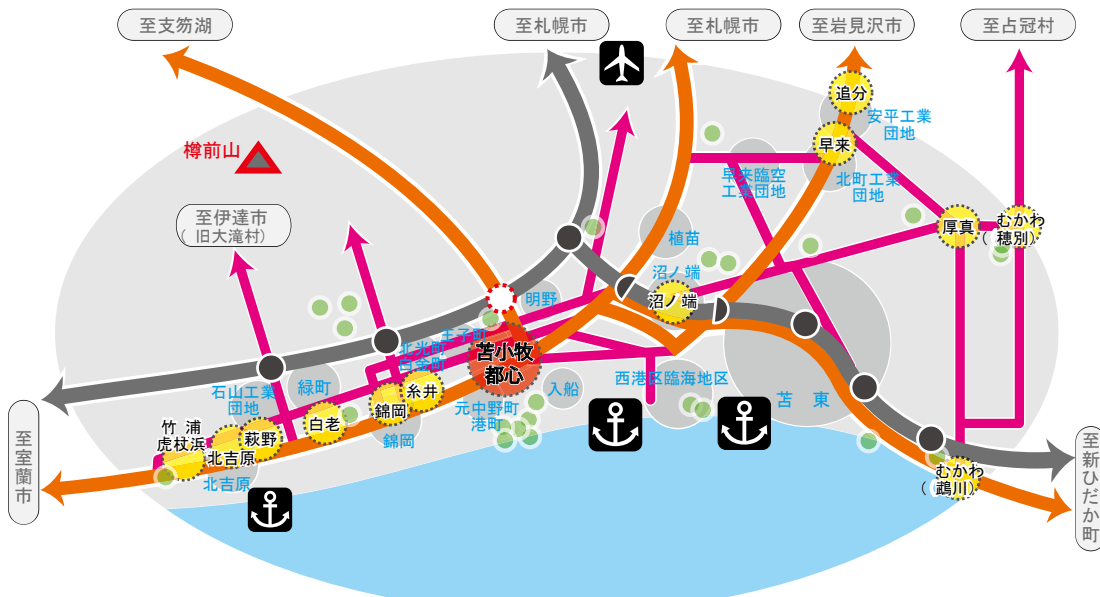 至支笏湖
至札幌市
至札幌市
至岩見沢市
至占冠村
追分
安平工業
団地
早来
樽前山
早来臨空
工業団地
北町工業
団地
至伊達市
（ 旧大滝村）
植苗
厚真
むかわ
（ 穂別）
沼ノ端
沼ノ端
明野
王子町
北光町
白金町
苫小牧
都心
西港区臨海地区
苫　東
入船
緑町
石山工業
団地
糸井
錦岡
元中野町
港町
白老
錦岡
竹 浦
虎杖浜
萩野
北吉原
北吉原
むかわ
（ 鵡川）
至室蘭市
至新ひだか町